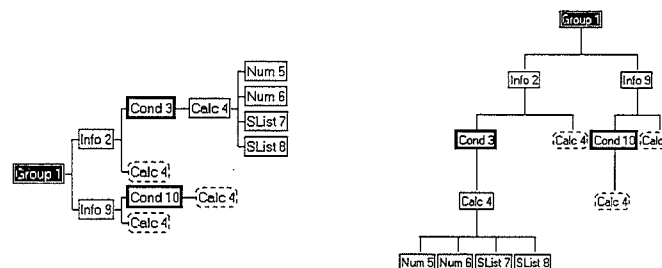 Group 1
Info 2
Cond 3
Calc 4
Num 5
Num 6
SList 7
SList 8
Calc 4
Info 9
Cond 10
Calc 4
Calc 4
Group 1
Info 2
Info 9
Cond 3
Calc 4
Cond 10
Calc 4
Calc 4
Num 5
Num 6
SList 7
SList 8